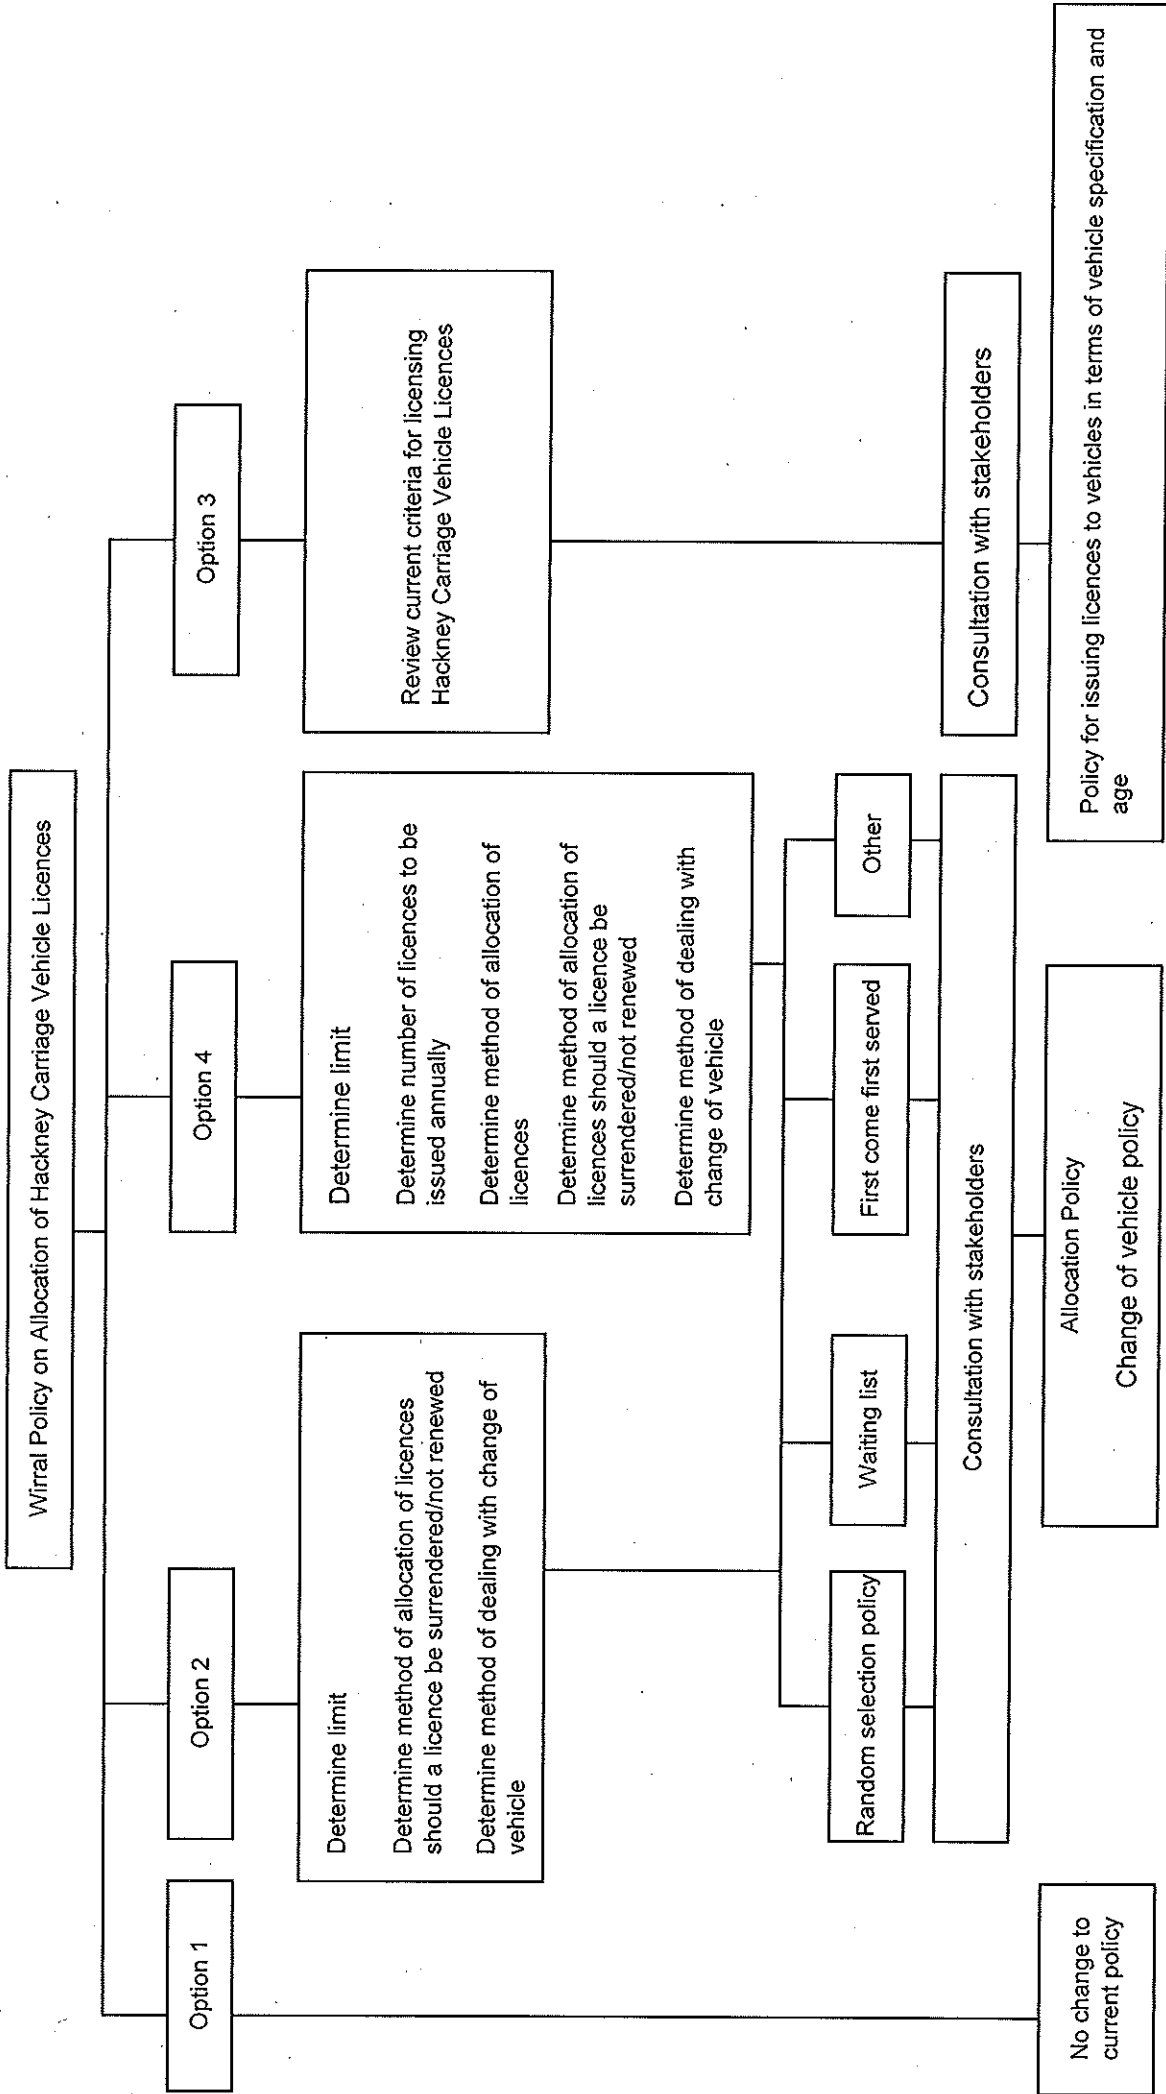 Wirral Policy on Allocation of Hackney Carriage Vehicle Licences
Option 1
Option 2
Option 4
Option 3
Determine limit
Determine method of allocation of licences
should a licence be surrendered/not renewed
Determine method of dealing with change of
vehicle
Determine limit
Determine number of licences to be
issued annually
Determine method of allocation of
licences
Determine method of allocation of
licences should a licence be
surrendered/not renewed
Determine method of dealing with
change of vehicle
Review current criteria for licensing
Hackney Carriage Vehicle Licences
Random selection policy
Waiting list
First come first served
Other
Consultation with stakeholders
Consultation with stakeholders
No change to
current policy
Allocation Policy
Change of vehicle policy
Policy for issuing licences to vehicles in terms of vehicle specification and
age